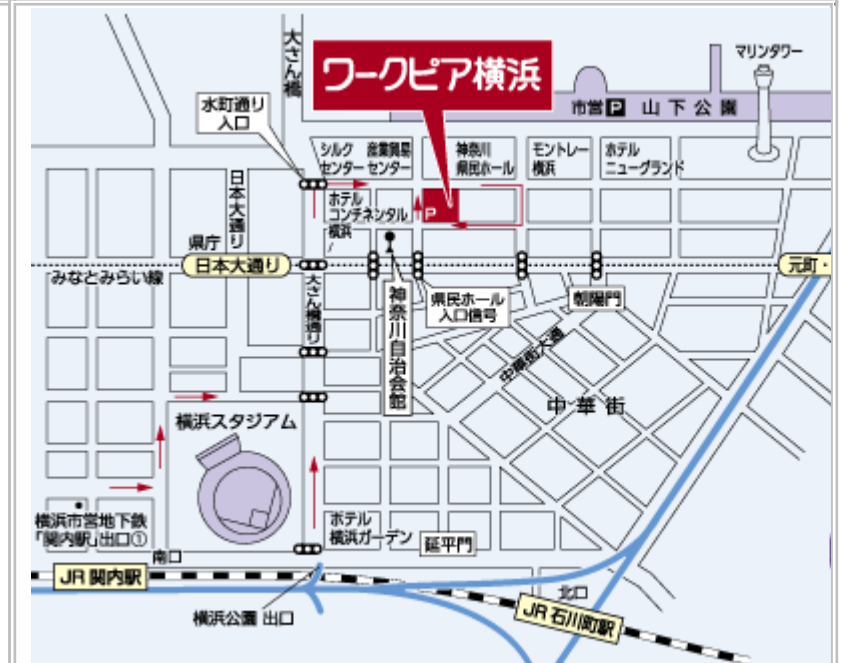 大さん橋
ワークピア横浜
マリンタワー
水町通り
入口
市営P 山下公園
シルク
センター
産業貿易
センター
神奈川
県民ホール
モントレー
横浜
ホテル
ニューグランド
日本大通り
ホテル
コンチネンタル
横浜
P
県庁
日本大通り
みなとみらい線
元町・
大さん橋通り
神奈川自治会館
県民ホール
入口信号
朝陽門
中華街大通
中華街
横浜スタジアム
横浜市営地下鉄
「関内駅」出口①
ホテル
横浜ガーデン
延平門
南口
JR 関内駅
北口
横浜公園 出口
JR 石川町駅